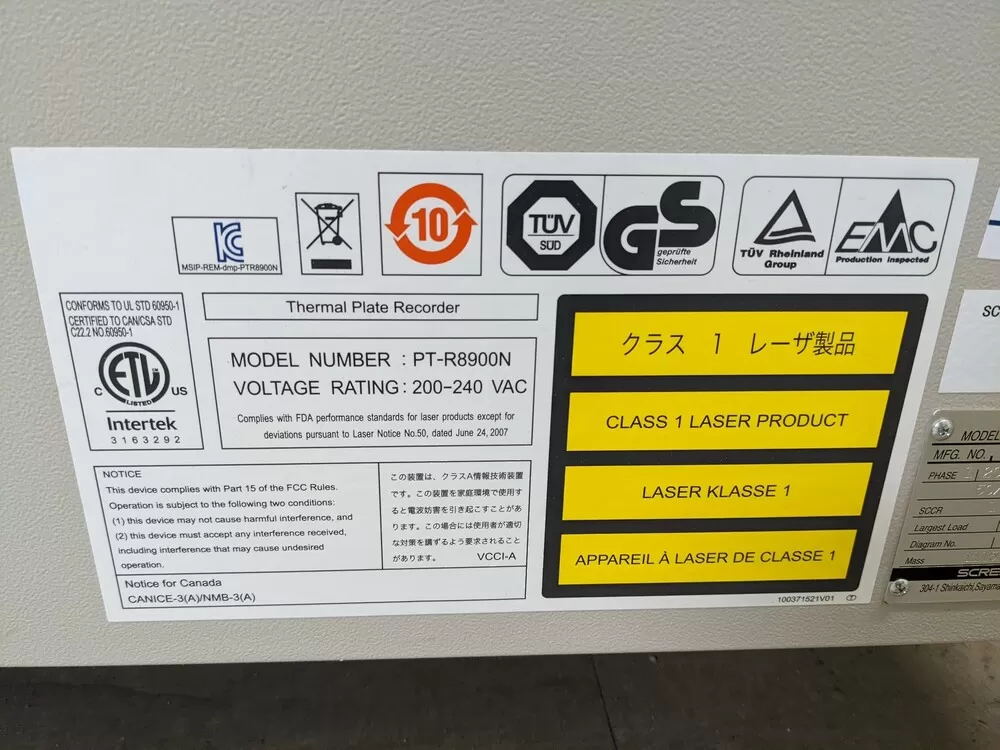 MSIP-REM-dmp-PTR8900N
10
TÜV
SÜD
GS
geprüfte
Sicherheit
TÜV Rheinland
Group
EMC
Production inspected
CONFORMS TO UL STD 60950-1
CERTIFIED TO CAN/CSA STD
C22.2 NO.60950-1
C ETL US
LISTED
Intertek
3163292
Thermal Plate Recorder
MODEL NUMBER : PT-R8900N
VOLTAGE RATING: 200-240 VAC
Complies with FDA performance standards for laser products except for
deviations pursuant to Laser Notice No.50, dated June 24, 2007
NOTICE
This device complies with Part 15 of the FCC Rules.
Operation is subject to the following two conditions:
(1) this device may not cause harmful interference, and
(2) this device must accept any interference received,
including interference that may cause undesired
operation.
この装置は、クラスA情報技術装置
です。この装置を家庭環境で使用す
ると電波妨害を引き起こすことがあ
ります。この場合には使用者が適切
な対策を講ずるよう要求されること
があります。
VCCI-A
Notice for Canada
CANICE-3(A)/NMB-3(A)
クラス 1 レーザ製品
CLASS 1 LASER PRODUCT
LASER KLASSE 1
APPAREIL À LASER DE CLASSE 1
100371521V01
SC
MODEL
MFG. NO.
PHASE
SCCR
Largest Load
Diagram No.
Mass
SCRE
304-1 Shinkaichi,Sayama